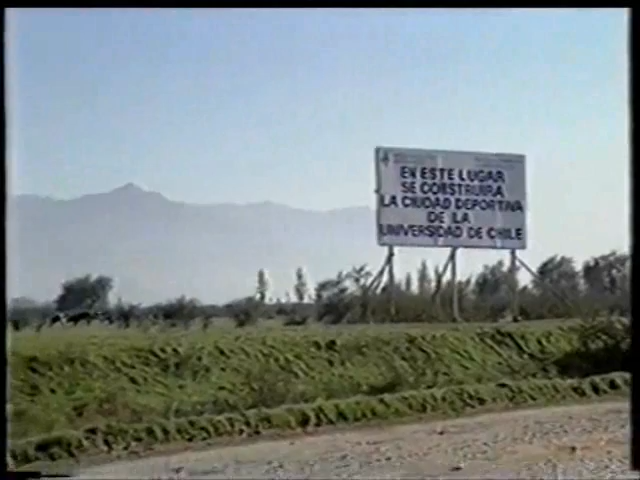 EN ESTE LUGAR
SE CONSTRUIRA
LA CIUDAD DEPORTIVA
DE LA
UNIVERSIDAD DE CHILE